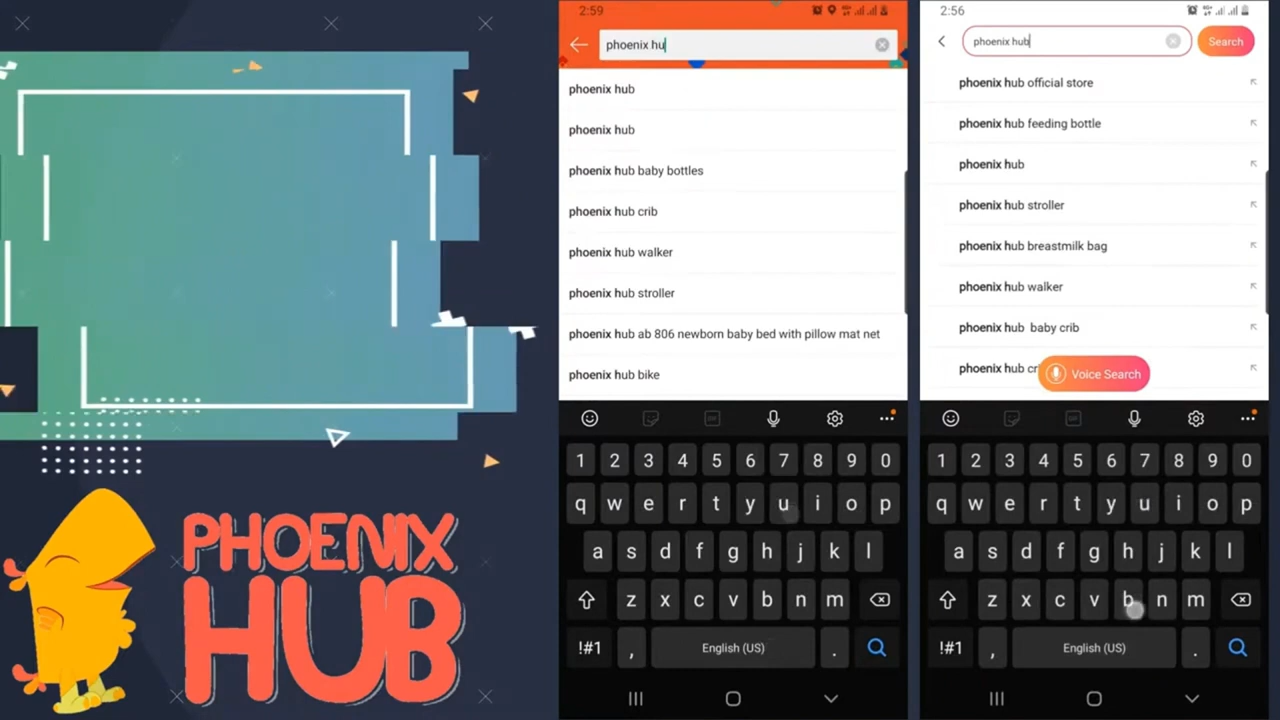 PHOENIX
HUB
2:59
phoenix hu
phoenix hub
phoenix hub
phoenix hub baby bottles
phoenix hub crib
phoenix hub walker
phoenix hub stroller
phoenix hub ab 806 newborn baby bed with pillow mat net
phoenix hub bike
1 2 3 4 5 6 7 8 9 0
q w e r t y u i o p
a s d f g h j k l
z x c v b n m
!#1 , English (US) .
2:56
phoenix hub
Search
phoenix hub official store
phoenix hub feeding bottle
phoenix hub
phoenix hub stroller
phoenix hub breastmilk bag
phoenix hub walker
phoenix hub baby crib
phoenix hub cr
Voice Search
1 2 3 4 5 6 7 8 9 0
q w e r t y u i o p
a s d f g h j k l
z x c v b n m
!#1 , English (US) .